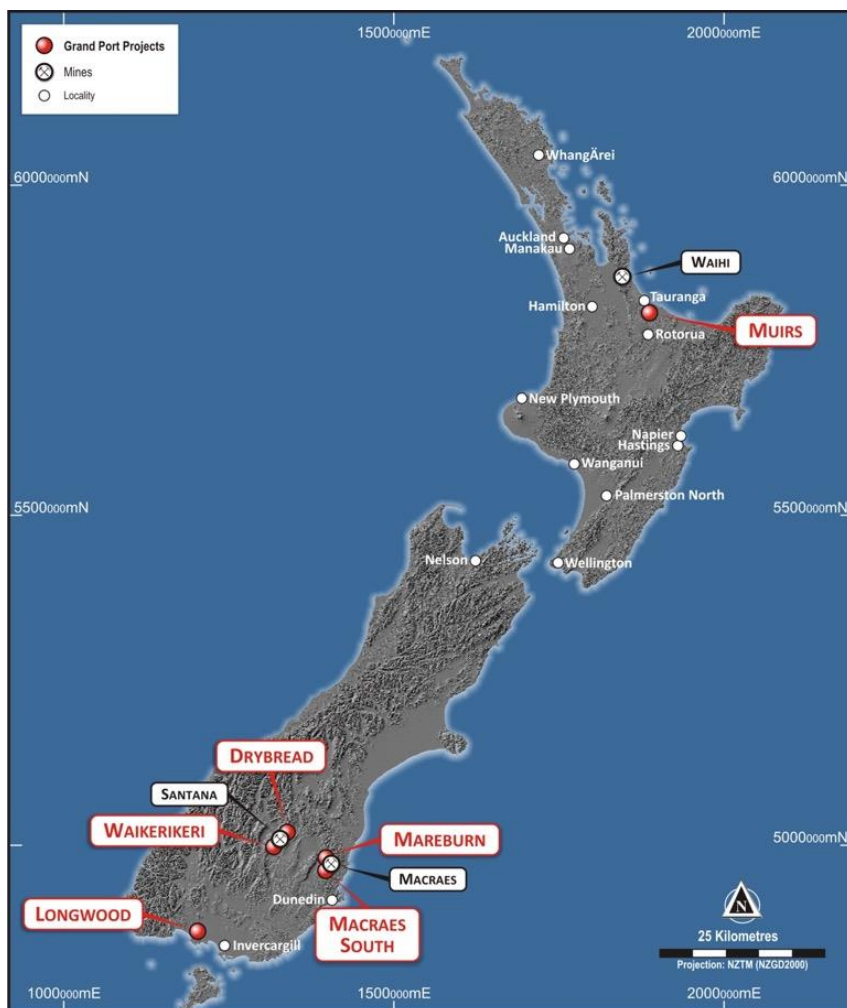 1500000mE
2000000mE
Grand Port Projects
Mines
Locality
WhangÄrei
6000000mN
6000000mN
Auckland
Manakau
WAIHI
Tauranga
Hamilton
MUIRS
Rotorua
New Plymouth
Napier
Hastings
Wanganui
Palmerston North
5500000mN
5500000mN
Nelson
Wellington
DRYBREAD
SANTANA
WAIKERIKERI
MAREBURN
5000000mN
MACRAES
Dunedin
LONGWOOD
MACRAES
SOUTH
Invercargill
N
25 Kilometres
Projection: NZTM (NZGD2000)
1000000mE
1500000mE
2000000mE